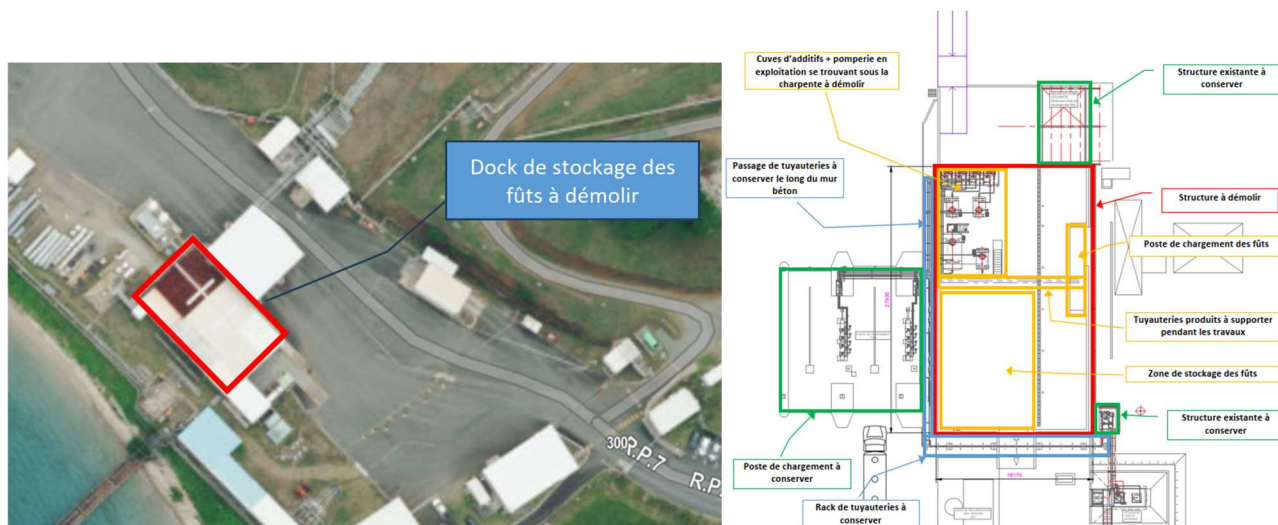 Dock de stockage des
fûts à démolir
300
R.P.7
R.P.
Cuves d'additifs + pomperie en
exploitation se trouvant sous la
charpente à démolir
Structure existante à
conserver
Passage de tuyauteries à
conserver le long du mur
béton
Structure à démolir
Poste de chargement des fûts
27930
Tuyauteries produits à supporter
pendant les travaux
Zone de stockage des fûts
Structure existante à
conserver
Poste de chargement à
conserver
16170
Rack de tuyauteries à
conserver